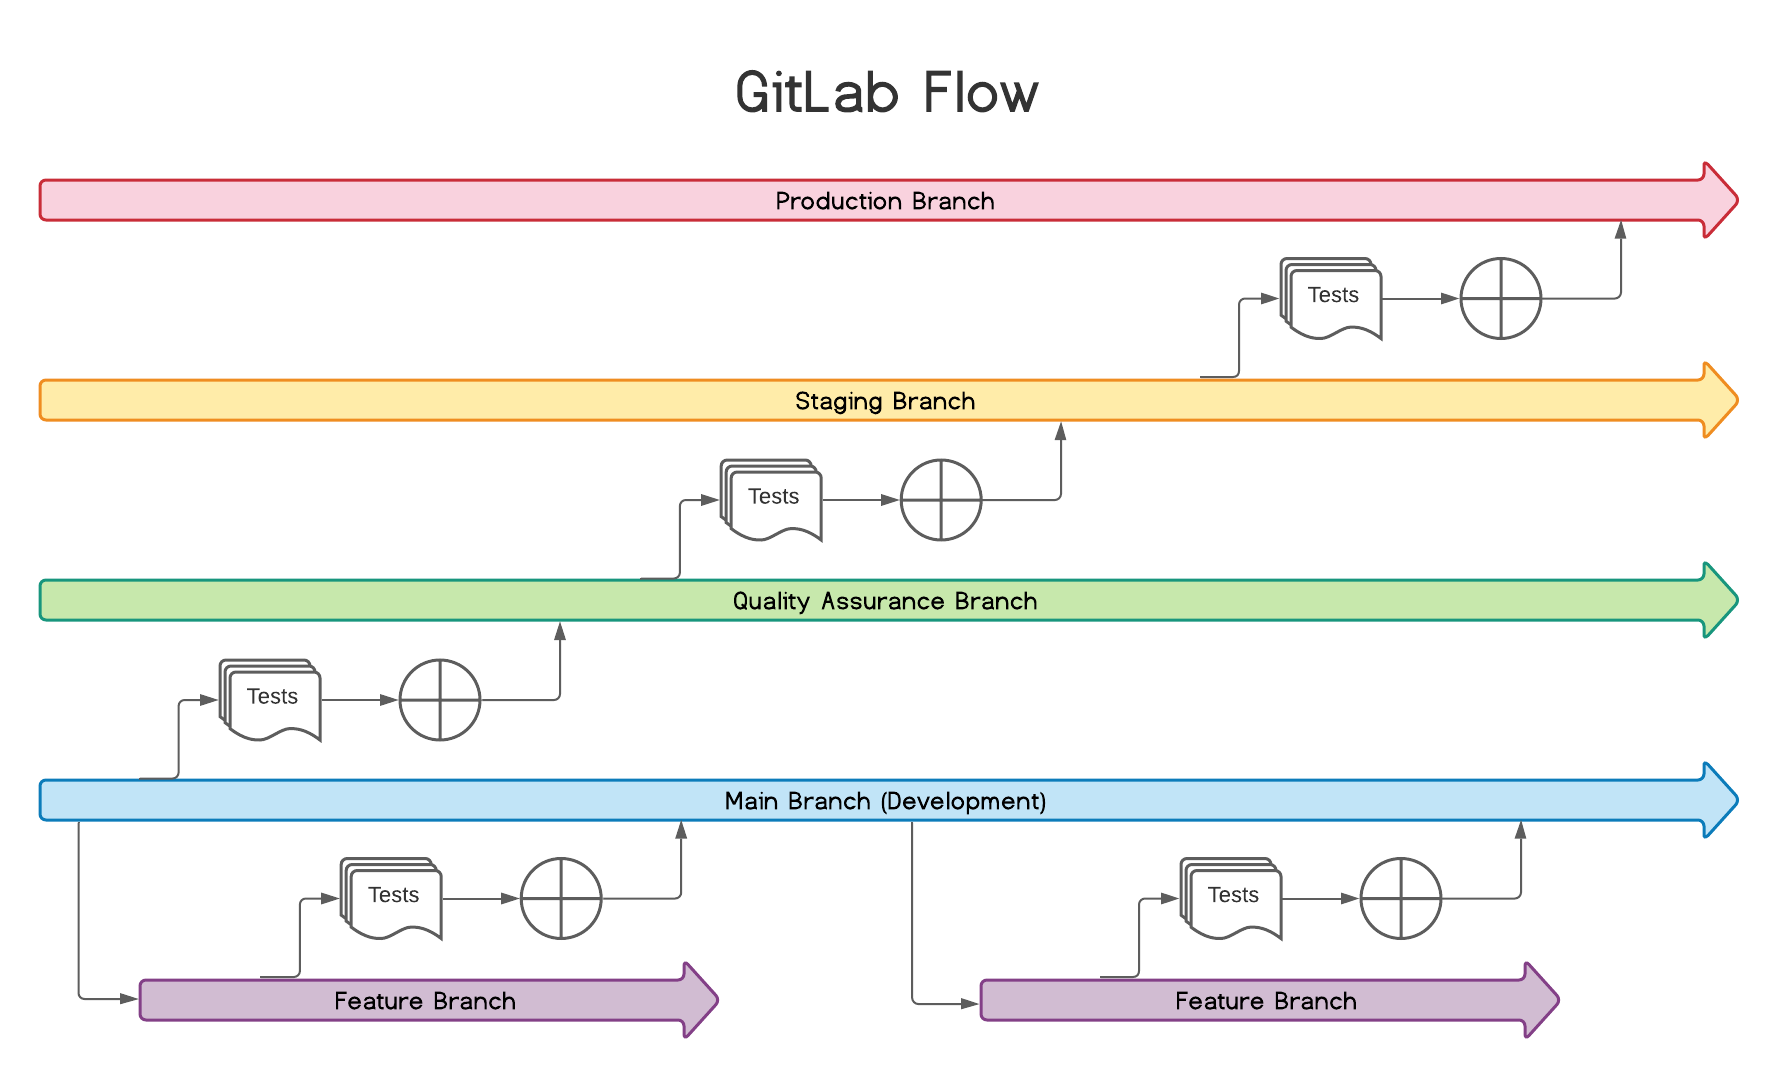 GitLab Flow
Production Branch
Tests
Staging Branch
Tests
Quality Assurance Branch
Tests
Main Branch (Development)
Tests
Tests
Feature Branch
Feature Branch